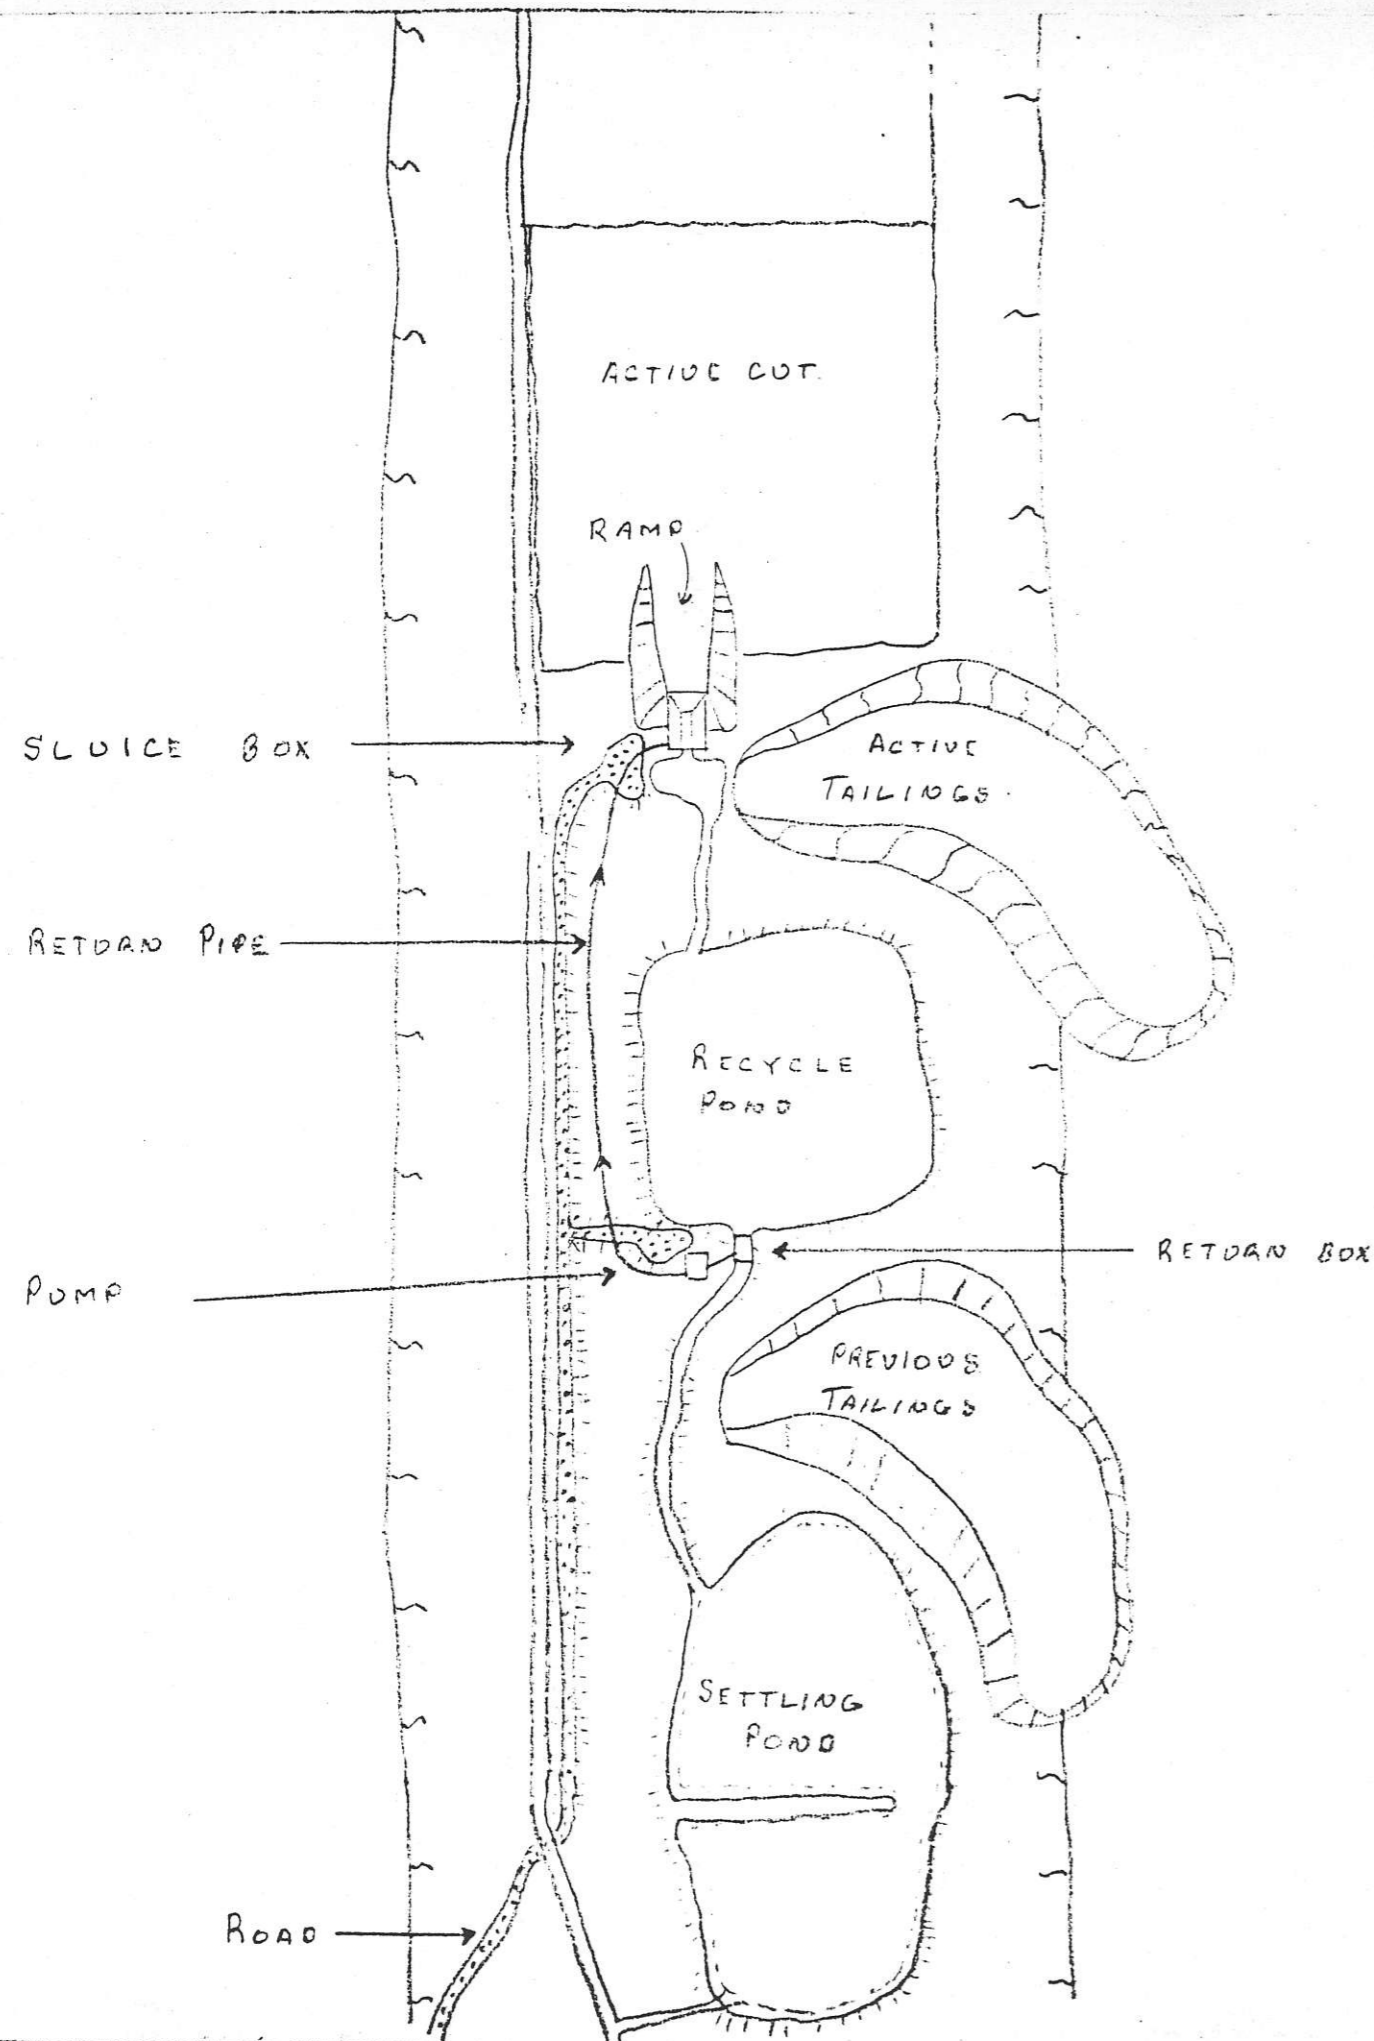 ACTIVE CUT.
RAMP
SLUICE BOX
ACTIVE
TAILINGS.
RETURN PIPE
RECYCLE
POND
RETURN BOX
PUMP
PREVIOUS
TAILINGS
SETTLING
POND
ROAD